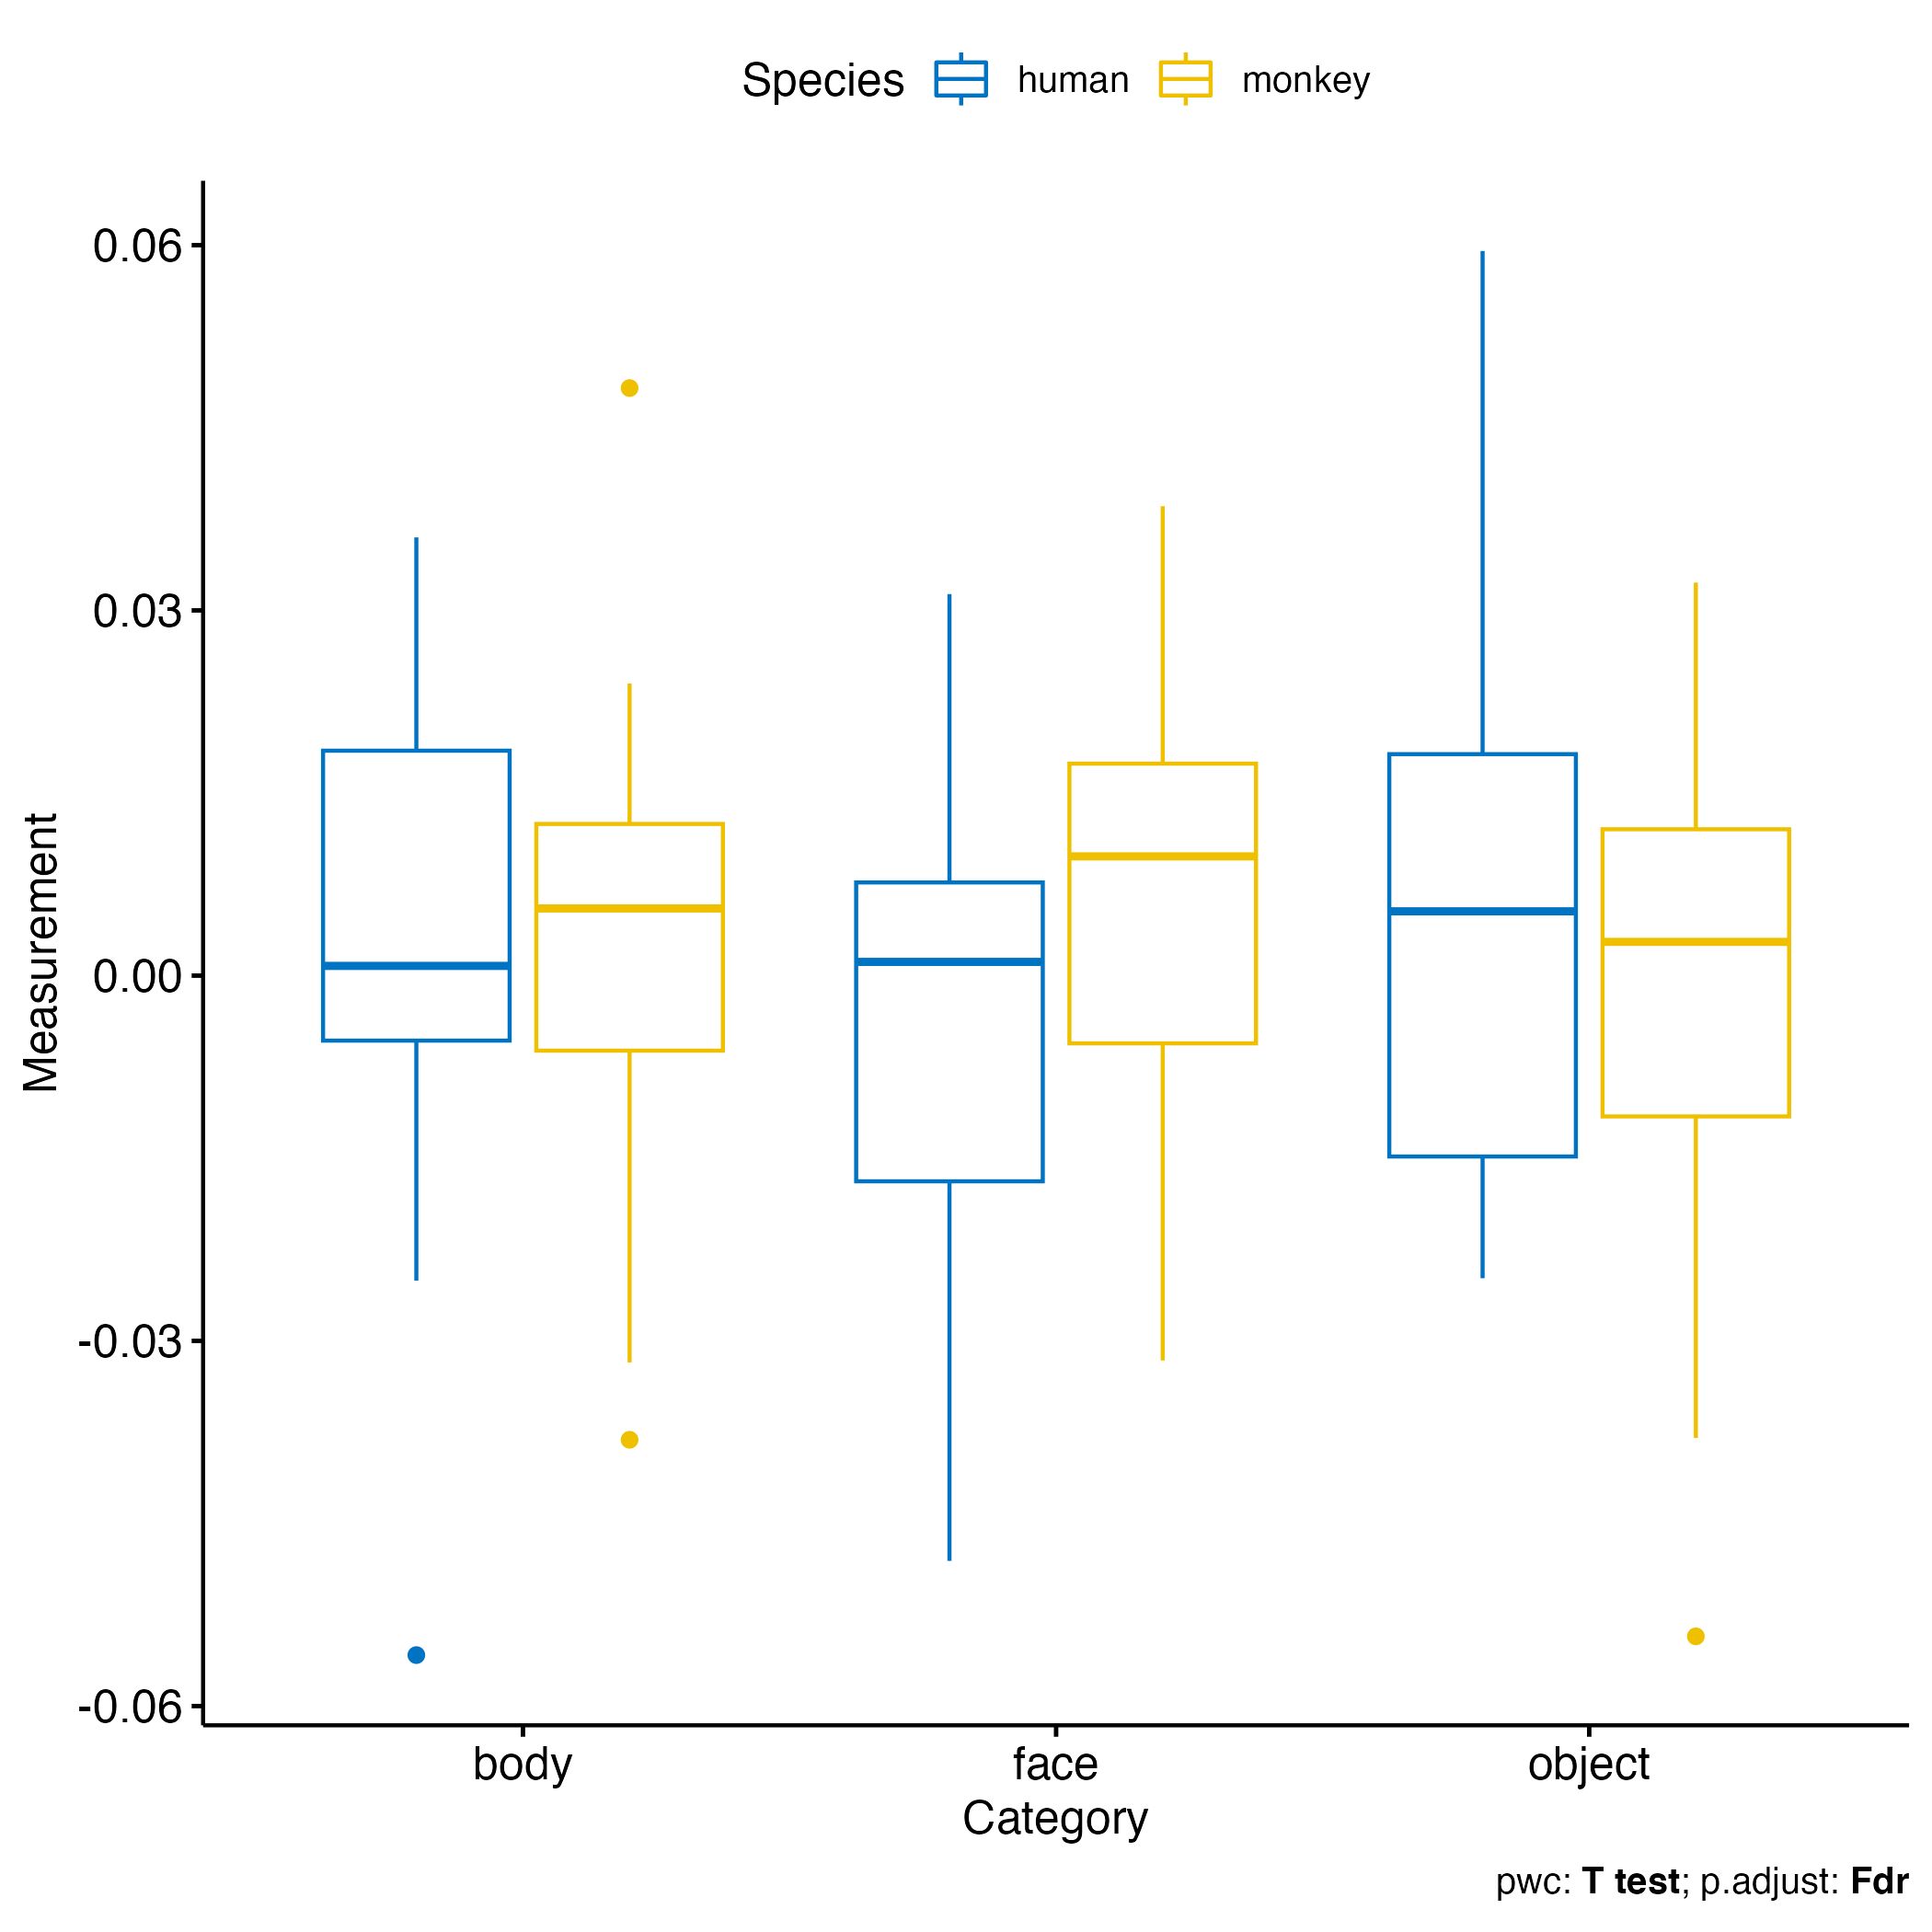 Species human monkey
0.06
0.03
0.00
-0.03
-0.06
Measurement
body face object
Category
pwc: T test; p.adjust: Fdr